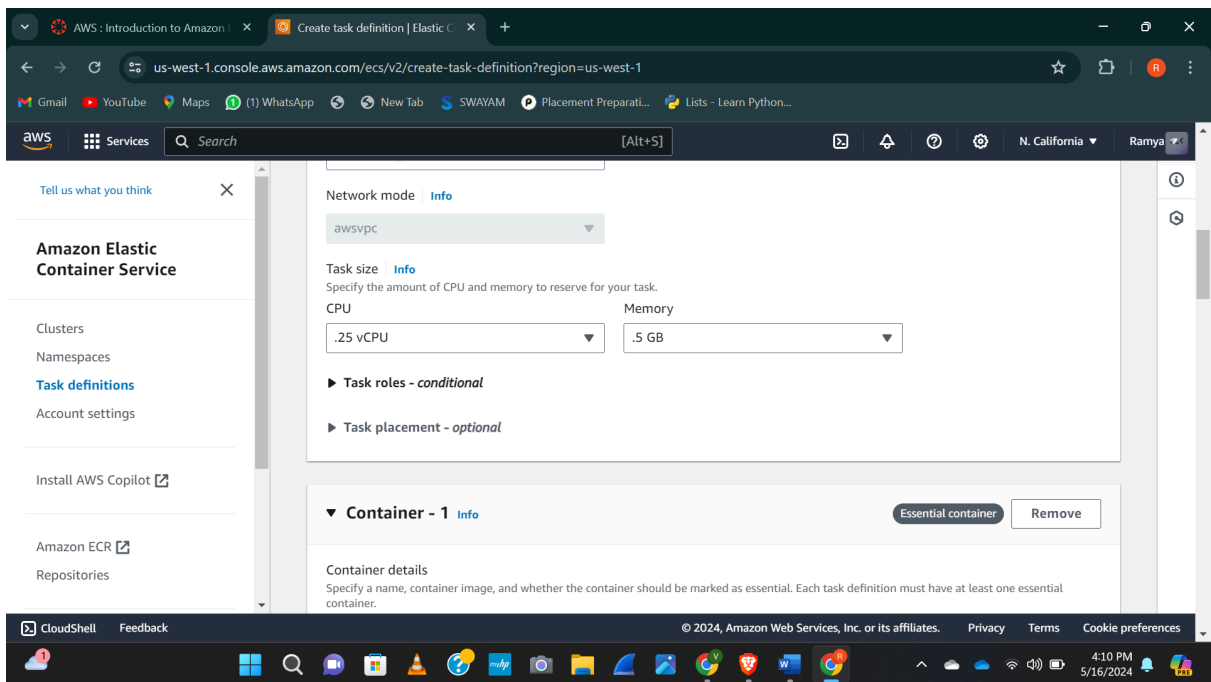 AWS : Introduction to Amazon
Create task definition | Elastic C
us-west-1.console.aws.amazon.com/ecs/v2/create-task-definition?region=us-west-1
R
Gmail YouTube Maps (1) WhatsApp New Tab SWAYAM Placement Preparati... Lists - Learn Python...
aws Services Search [Alt+S] N. California Ramya
Tell us what you think
Amazon Elastic
Container Service
Clusters
Namespaces
Task definitions
Account settings
Install AWS Copilot
Amazon ECR
Repositories
Network mode Info
awsvpc
Task size Info
Specify the amount of CPU and memory to reserve for your task.
CPU Memory
.25 vCPU .5 GB
Task roles - conditional
Task placement - optional
Container - 1 Info Essential container Remove
Container details
Specify a name, container image, and whether the container should be marked as essential. Each task definition must have at least one essential
container.
CloudShell Feedback © 2024, Amazon Web Services, Inc. or its affiliates. Privacy Terms Cookie preferences
1
myhp
V
W
R
4:10 PM
5/16/2024
PRE